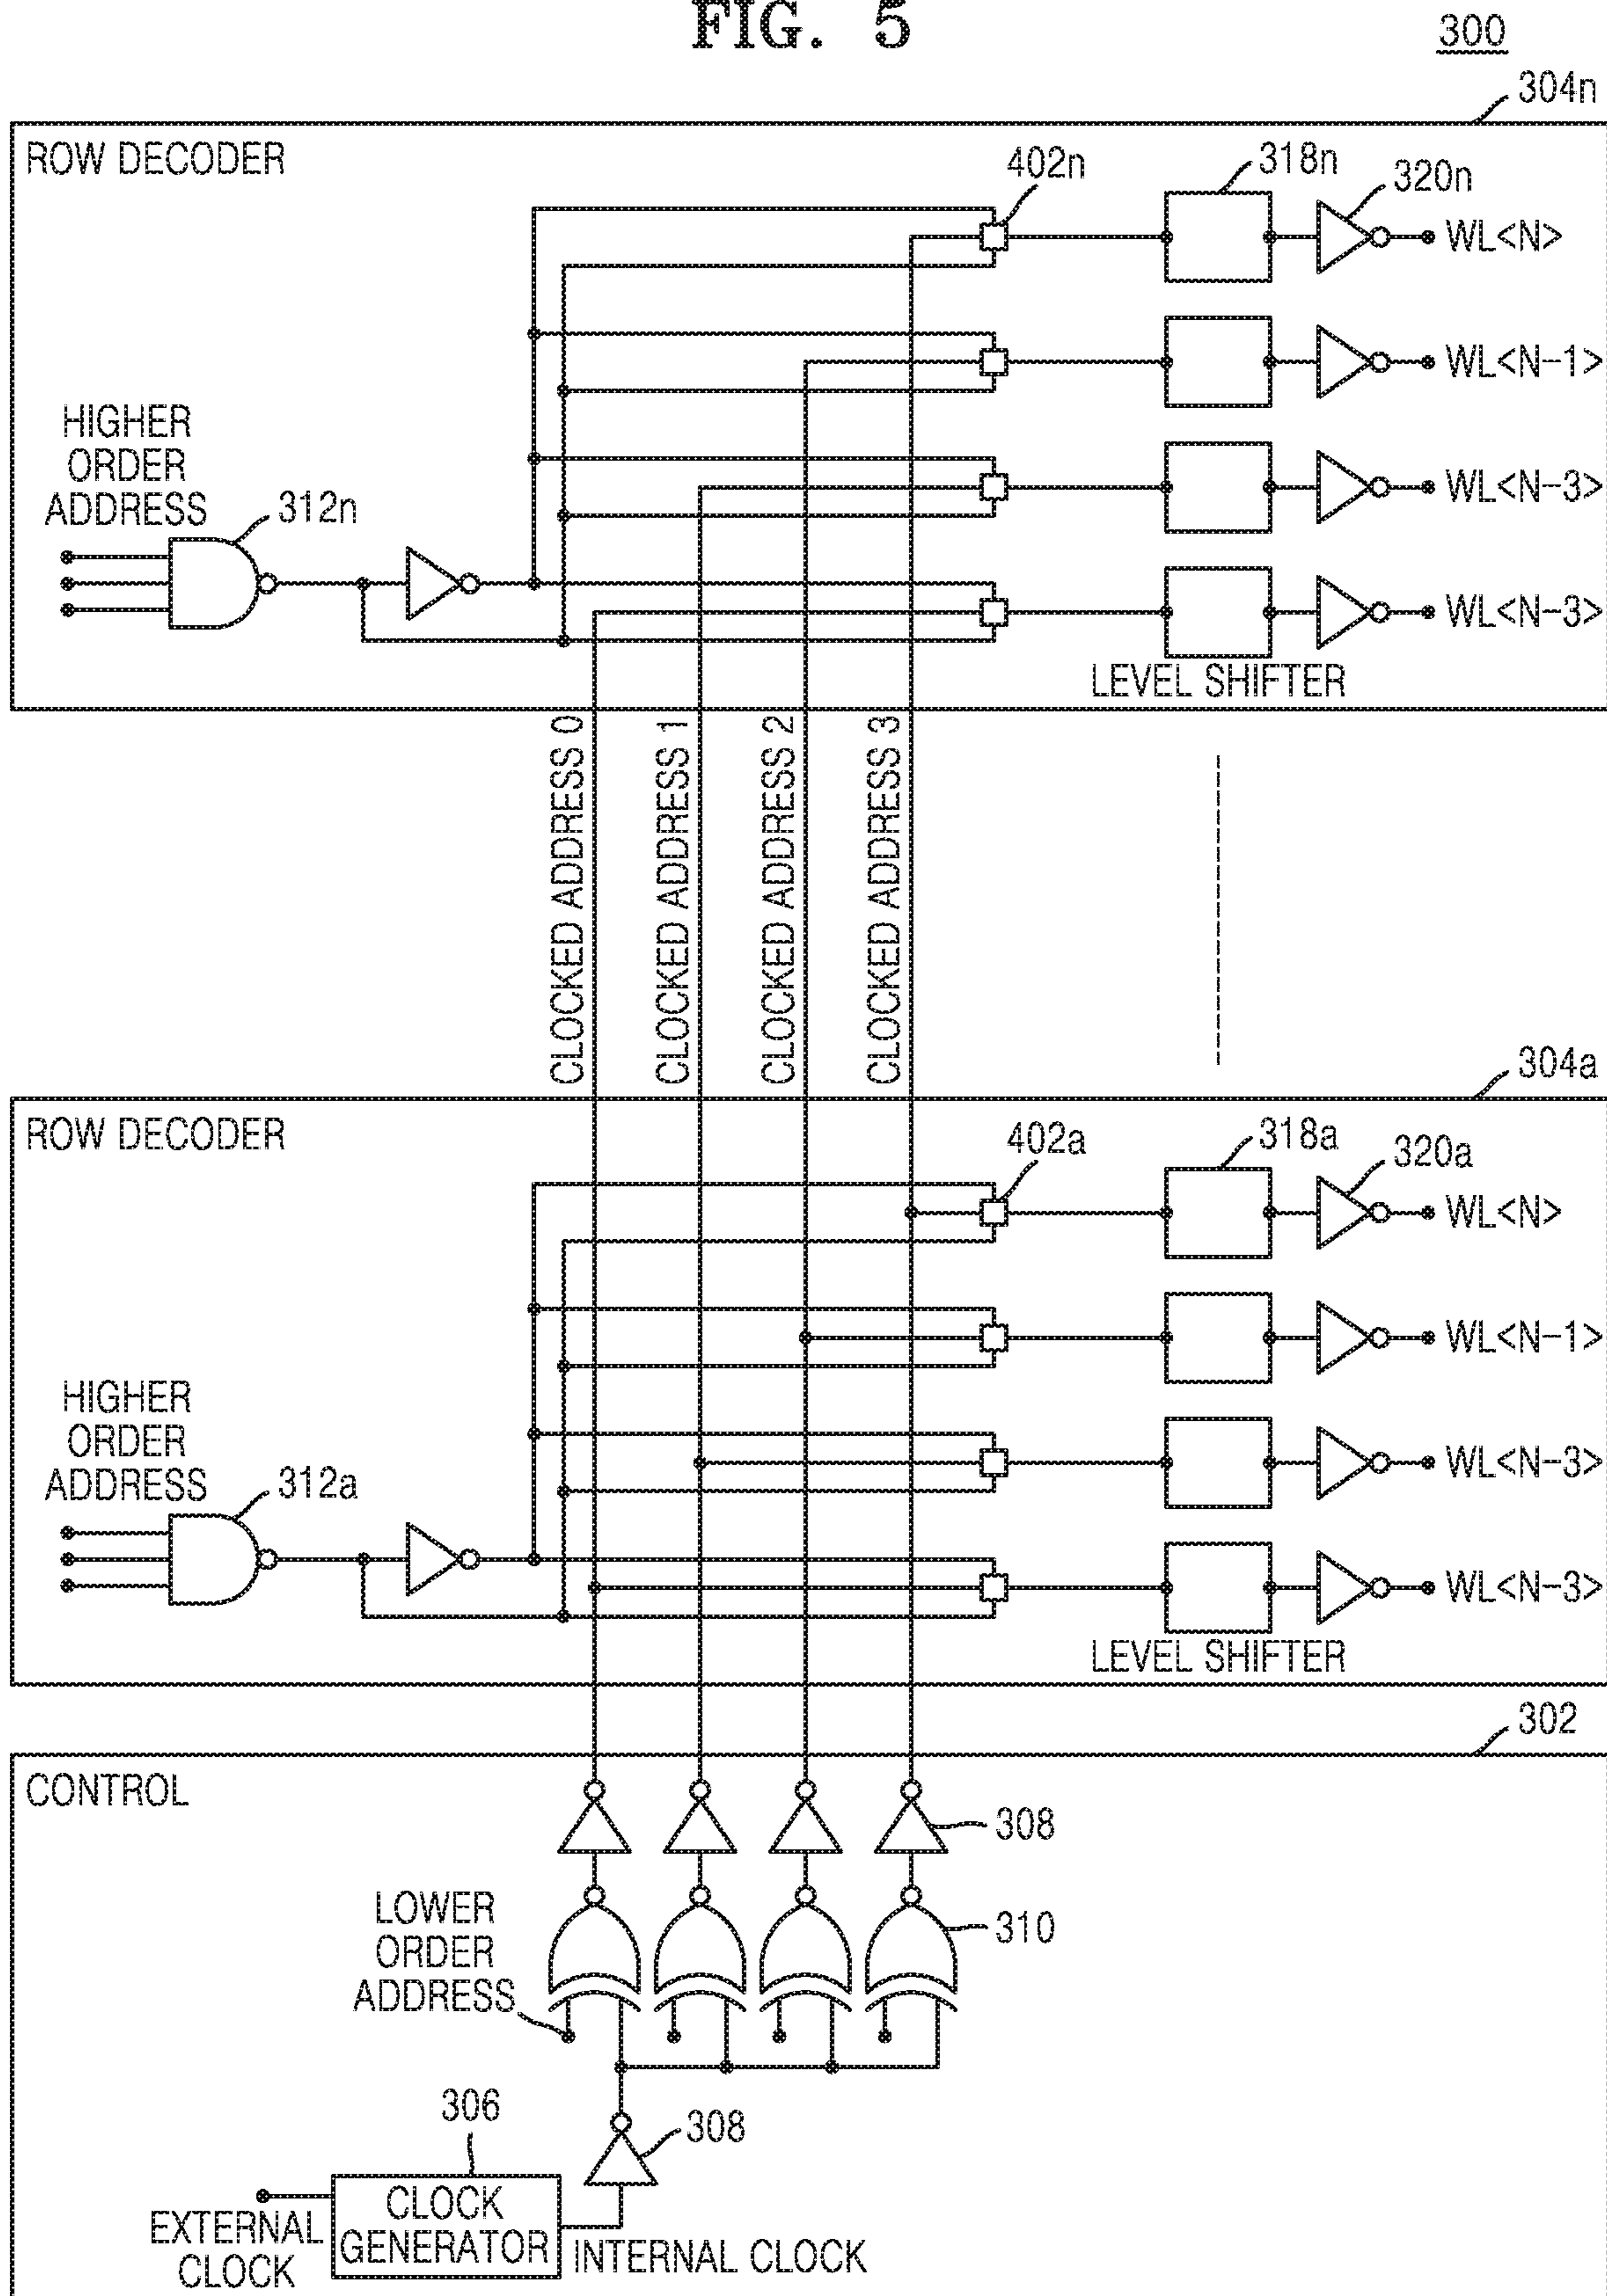 FIG. 5
300
304n
ROW DECODER
402n
318n
320n
WL<N>
WL<N-1>
HIGHER
ORDER
ADDRESS
312n
WL<N-3>
WL<N-3>
LEVEL SHIFTER
CLOCKED ADDRESS 0
CLOCKED ADDRESS 1
CLOCKED ADDRESS 2
CLOCKED ADDRESS 3
304a
ROW DECODER
402a
318a
320a
WL<N>
WL<N-1>
HIGHER
ORDER
ADDRESS
312a
WL<N-3>
WL<N-3>
LEVEL SHIFTER
302
CONTROL
308
LOWER
ORDER
ADDRESS
310
306
308
CLOCK
GENERATOR
EXTERNAL
CLOCK
INTERNAL CLOCK